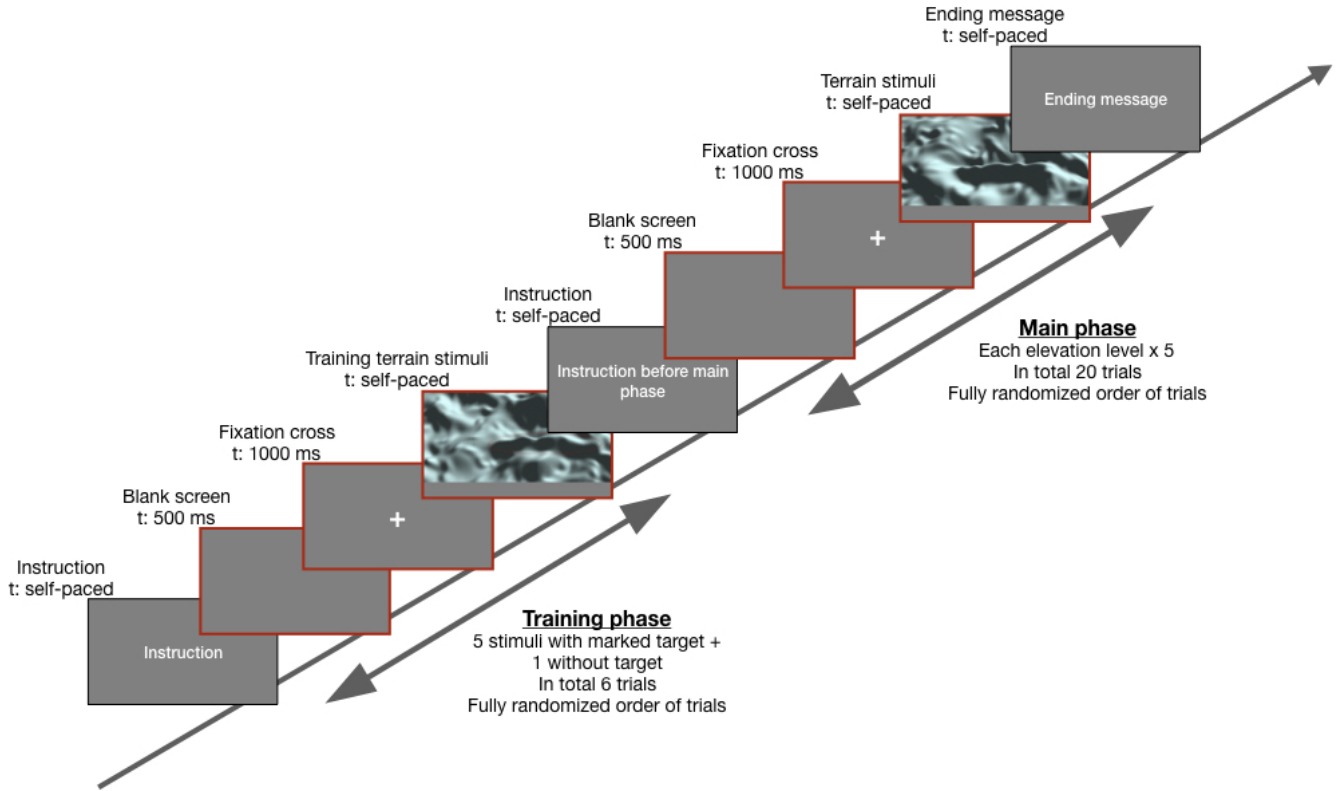 Ending message
t: self-paced
Ending message
Terrain stimuli
t: self-paced
Fixation cross
t: 1000 ms
+
Blank screen
t: 500 ms
Instruction
t: self-paced
Instruction before main
phase
Main phase
Each elevation level x 5
In total 20 trials
Fully randomized order of trials
Training terrain stimuli
t: self-paced
Fixation cross
t: 1000 ms
+
Blank screen
t: 500 ms
Instruction
t: self-paced
Instruction
Training phase
5 stimuli with marked target +
1 without target
In total 6 trials
Fully randomized order of trials